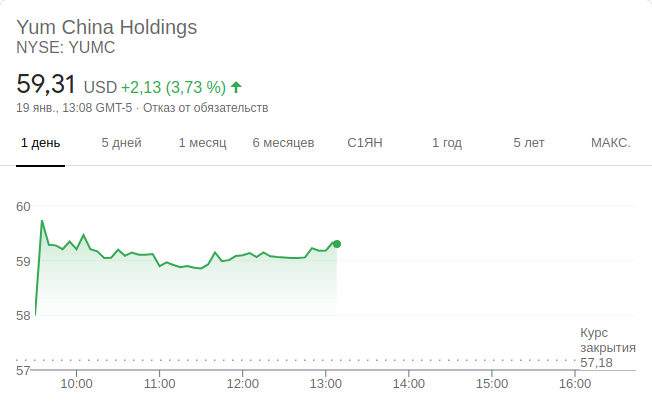 Yum China Holdings
NYSE: YUMC
59,31 USD +2,13 (3,73 %)
19 янв., 13:08 GMT-5 · Отказ от обязательств
1 день 5 дней 1 месяц 6 месяцев С1ЯН 1 год 5 лет МАКС.
60
59
58
57
Курс
закрытия
57,18
10:00 11:00 12:00 13:00 14:00 15:00 16:00